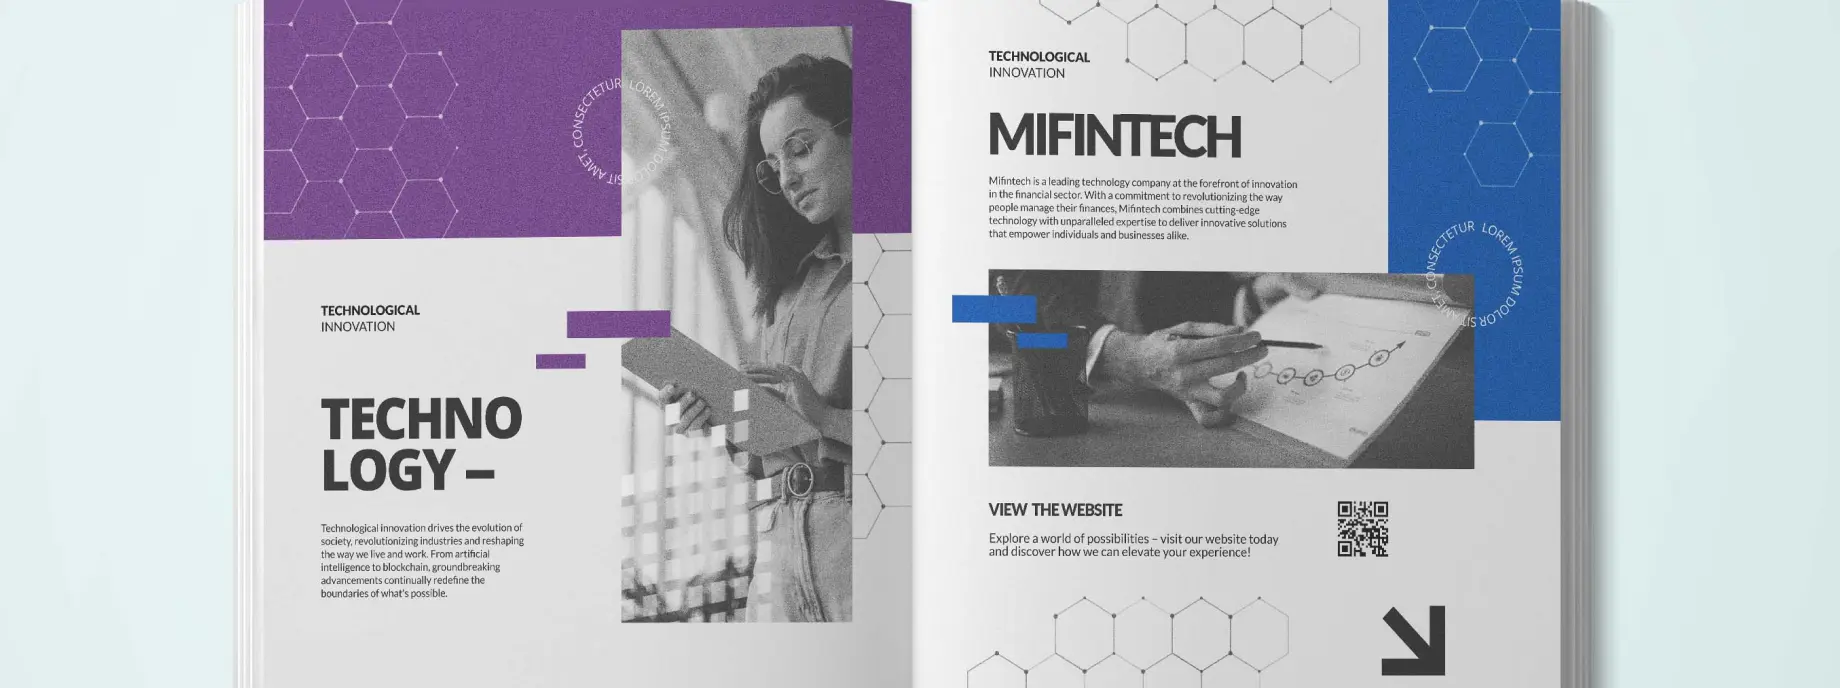 CONSECTETUR LOREM IPSUM DOLOR SIT AMET,
TECHNOLOGICAL
INNOVATION
TECHNO
LOGY –
Technological innovation drives the evolution of
society, revolutionizing industries and reshaping
the way we live and work. From artificial
intelligence to blockchain, groundbreaking
advancements continually redefine the
boundaries of what's possible.
TECHNOLOGICAL
INNOVATION
MIFINTECH
Mifintech is a leading technology company at the forefront of innovation
in the financial sector. With a commitment to revolutionizing the way
people manage their finances, Mifintech combines cutting-edge
technology with unparalleled expertise to deliver innovative solutions
that empower individuals and businesses alike.
CONSECTETUR LOREM IPSUM DOLOR SIT AMET,
VIEW THE WEBSITE
Explore a world of possibilities – visit our website today
and discover how we can elevate your experience!